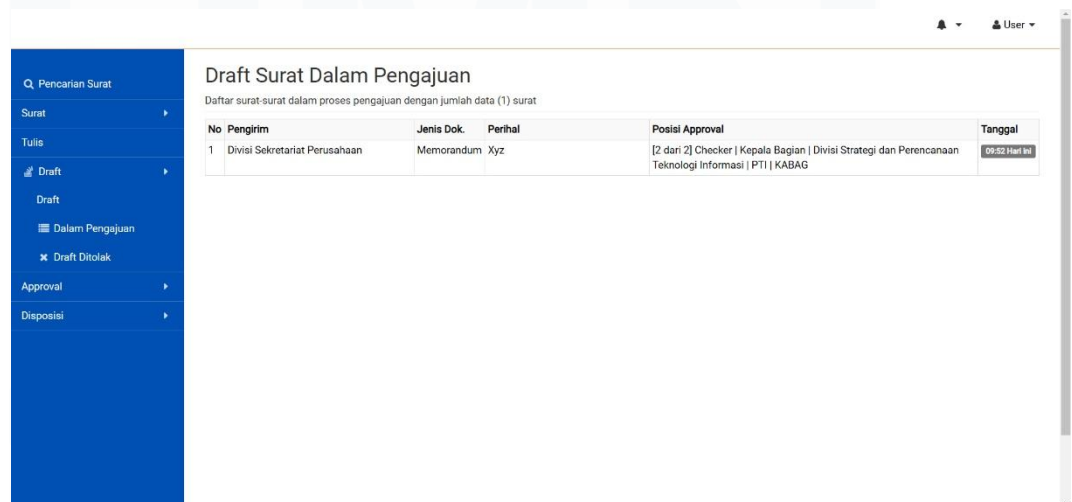 User
Pencarian Surat
Surat
Tulis
Draft
Draft
Dalam Pengajuan
Draft Ditolak
Approval
Disposisi
Draft Surat Dalam Pengajuan
Daftar surat-surat dalam proses pengajuan dengan jumlah data (1) surat
No Pengirim Jenis Dok. Perihal Posisi Approval Tanggal
1 Divisi Sekretariat Perusahaan Memorandum Xyz [2 dari 2] Checker | Kepala Bagian | Divisi Strategi dan Perencanaan 09:52 Hari Ini
Teknologi Informasi | PTI | KABAG